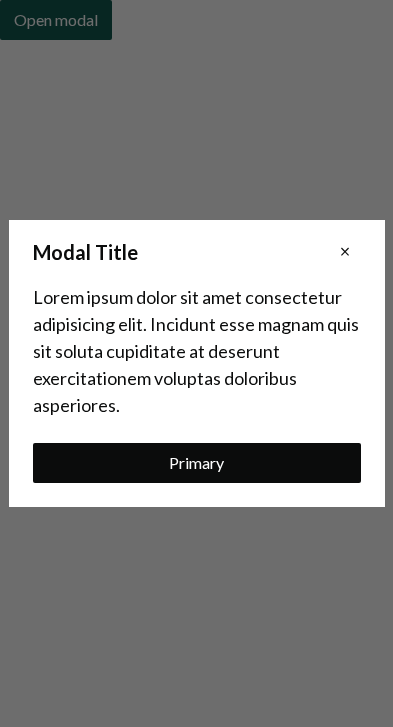 Open modal
Modal Title
Lorem ipsum dolor sit amet consectetur
adipisicing elit. Incidunt esse magnam quis
sit soluta cupiditate at deserunt
exercitationem voluptas doloribus
asperiores.
Primary